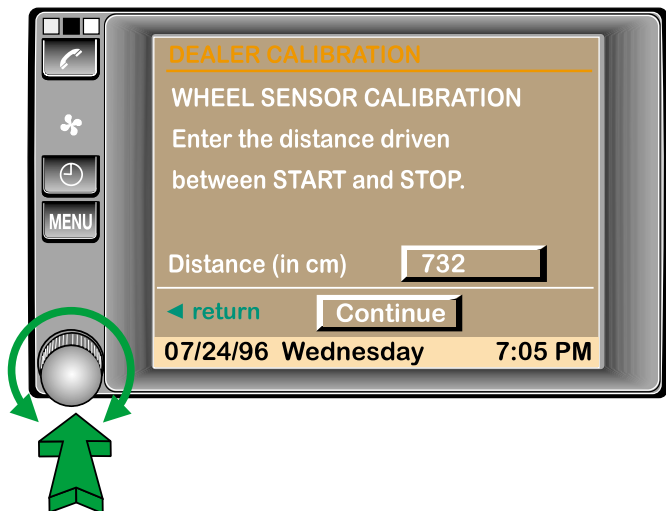 DEALER CALIBRATION
WHEEL SENSOR CALIBRATION
Enter the distance driven
between START and STOP.
MENU
Distance (in cm) 732
◄ return Continue
07/24/96 Wednesday 7:05 PM